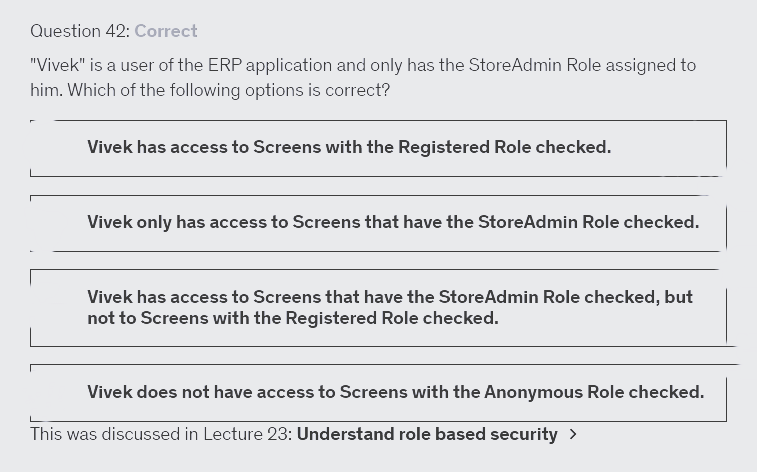 Question 42: Correct
"Vivek" is a user of the ERP application and only has the StoreAdmin Role assigned to
him. Which of the following options is correct?
Vivek has access to Screens with the Registered Role checked.
Vivek only has access to Screens that have the StoreAdmin Role checked.
Vivek has access to Screens that have the StoreAdmin Role checked, but
not to Screens with the Registered Role checked.
Vivek does not have access to Screens with the Anonymous Role checked.
This was discussed in Lecture 23: Understand role based security >